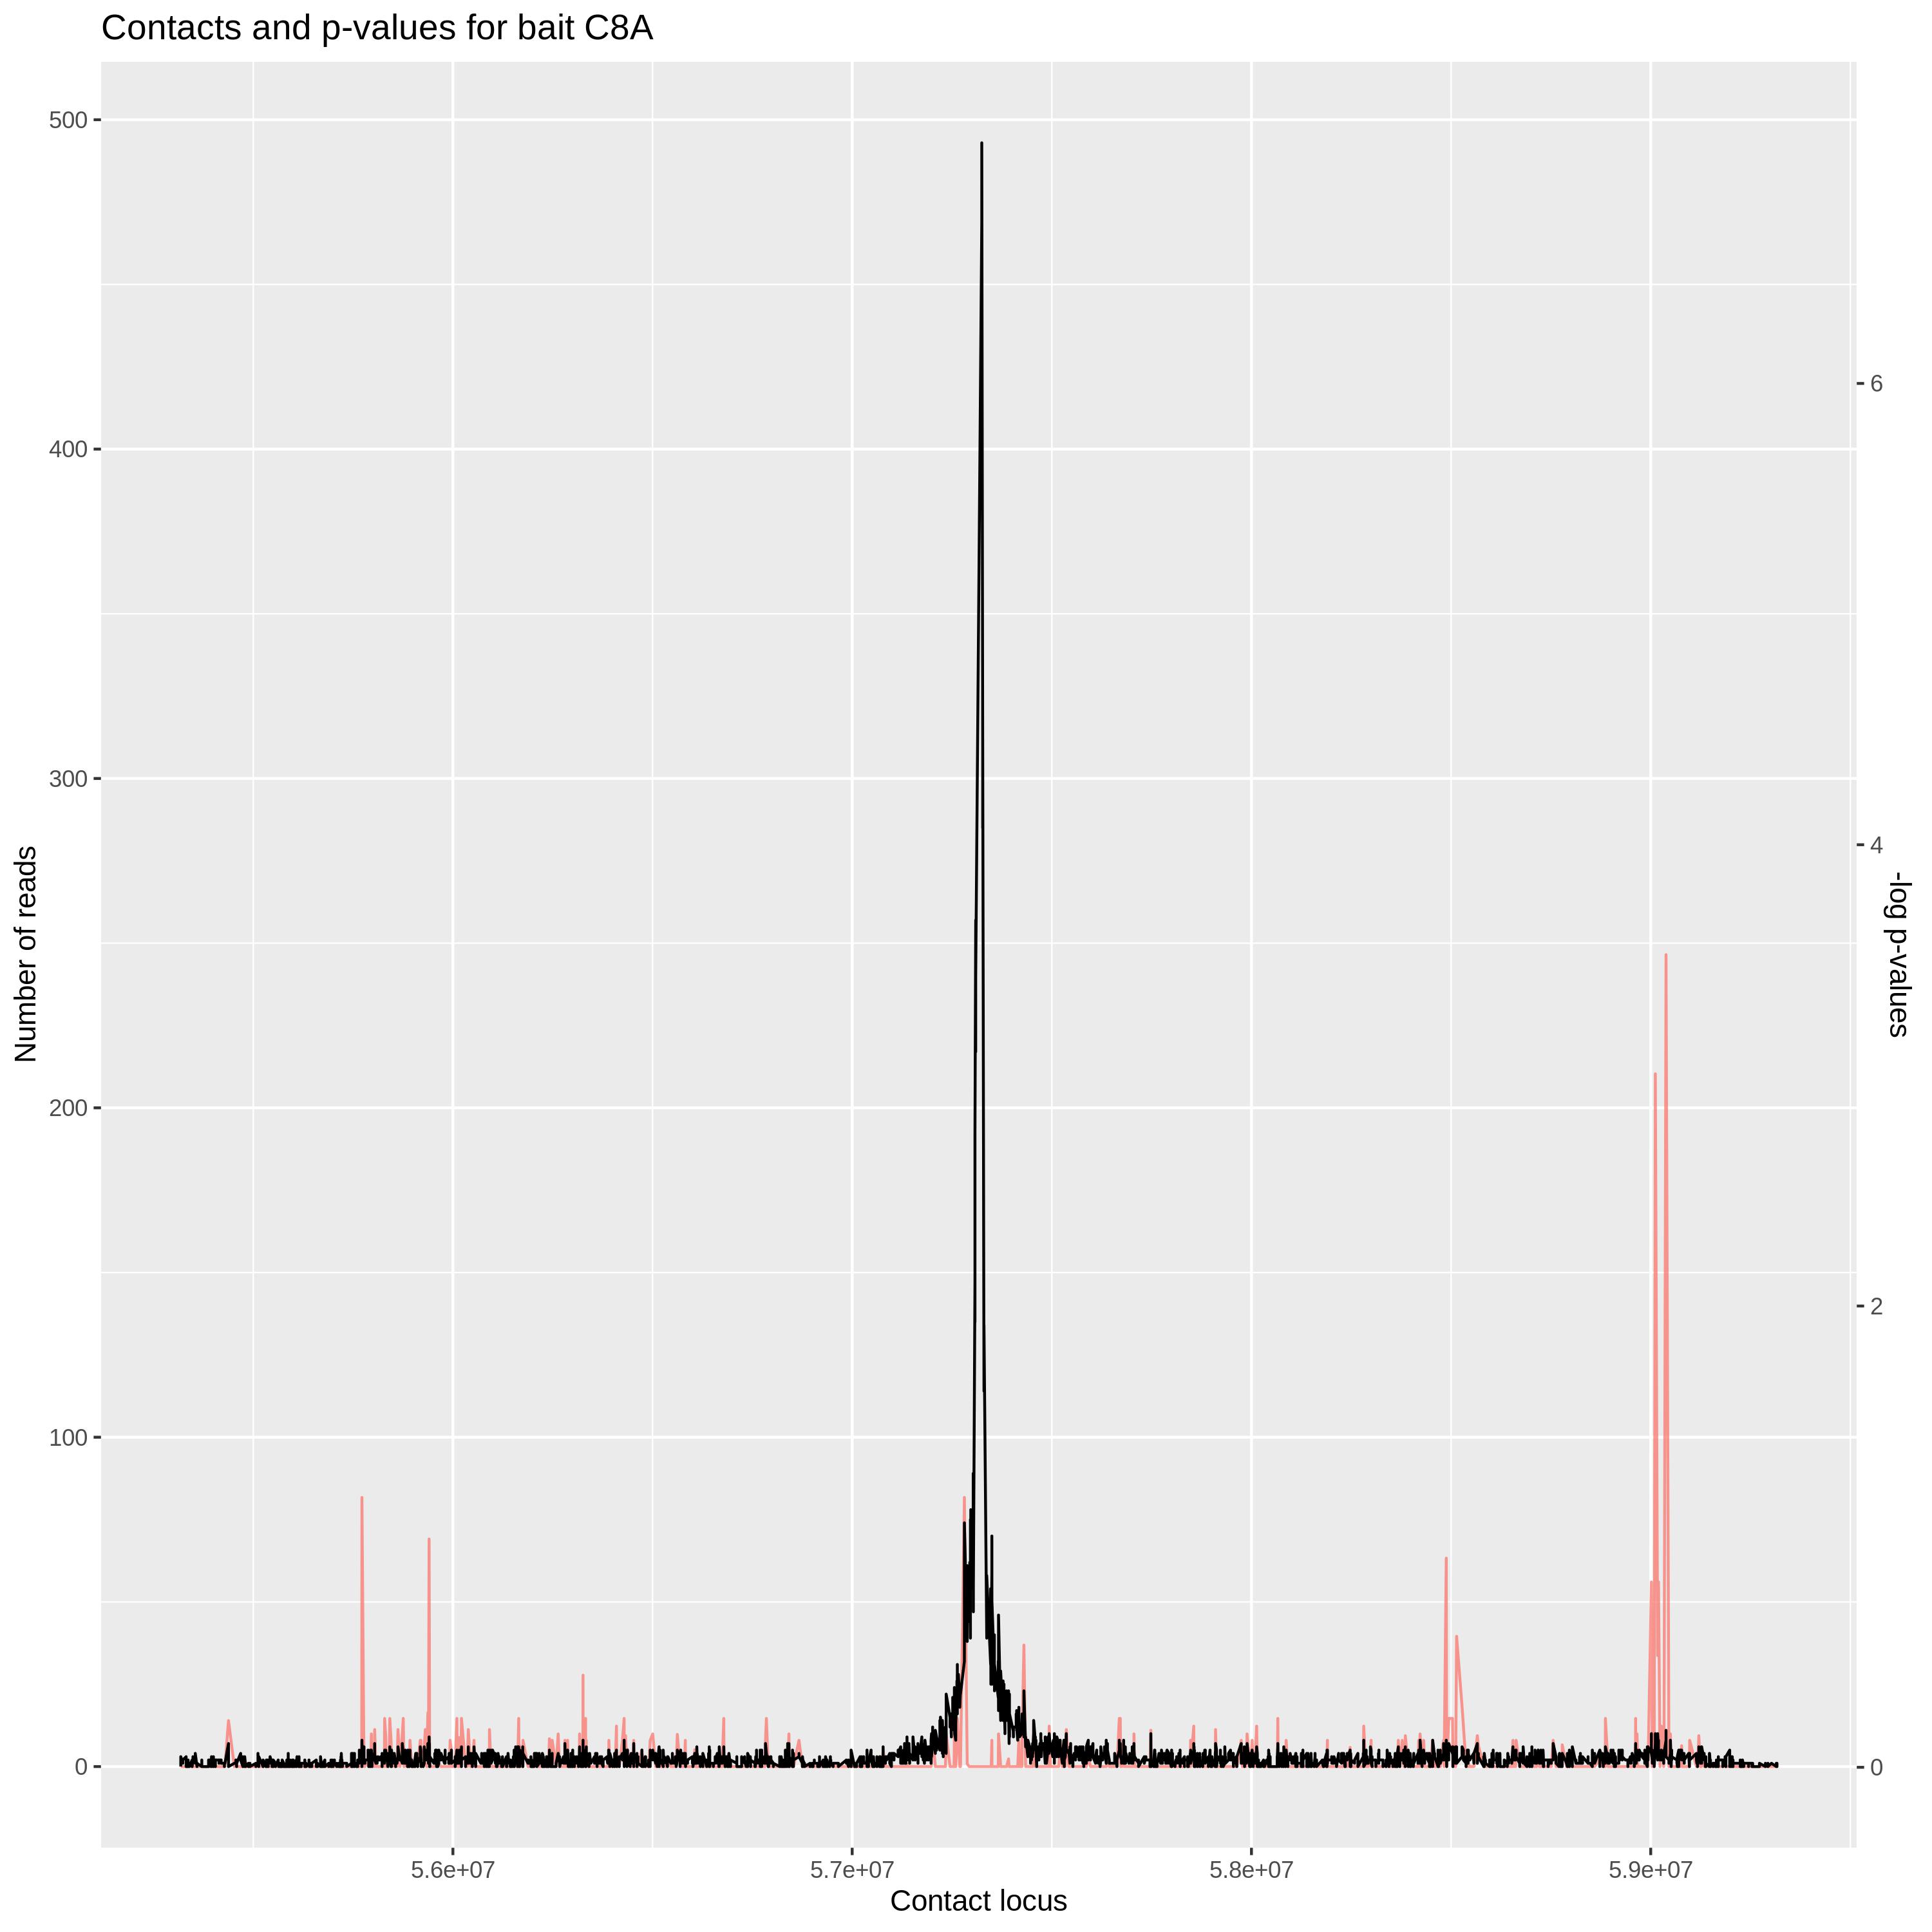 Contacts and p-values for bait C8A
500
400
300
200
100
0
Number of reads
6
4
2
0
-log p-values
5.6e+07
5.7e+07
5.8e+07
5.9e+07
Contact locus